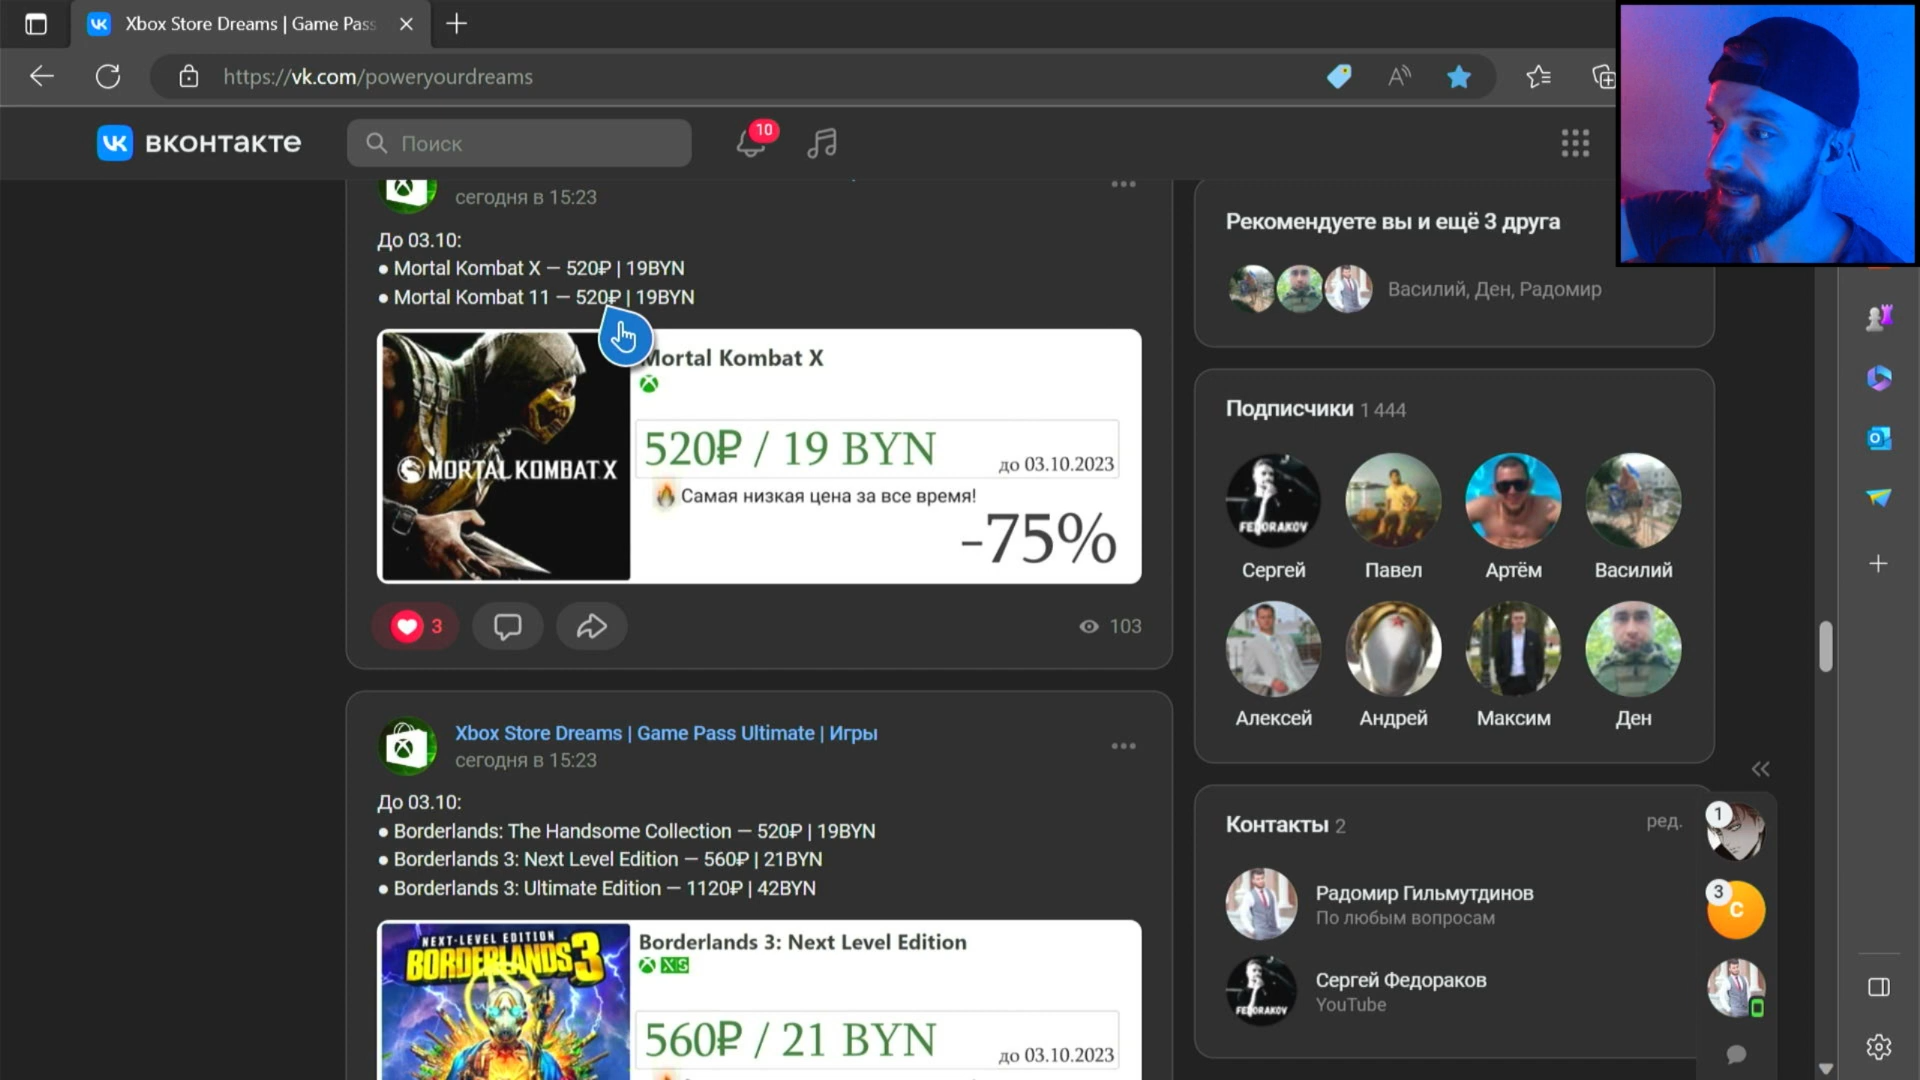 Xbox Store Dreams | Game Pass
https://vk.com/poweryourdreams
вконтакте
Поиск
10
сегодня в 15:23
До 03.10:
● Mortal Kombat X — 520₽ | 19BYN
● Mortal Kombat 11 — 520₽ | 19BYN
MORTAL KOMBAT X
Mortal Kombat X
520₽ / 19 BYN
до 03.10.2023
Самая низкая цена за все время!
-75%
3
103
Xbox Store Dreams | Game Pass Ultimate | Игры
сегодня в 15:23
До 03.10:
● Borderlands: The Handsome Collection — 520₽ | 19BYN
● Borderlands 3: Next Level Edition — 560₽ | 21BYN
● Borderlands 3: Ultimate Edition — 1120₽ | 42BYN
NEXT-LEVEL EDITION
BORDERLANDS 3
Borderlands 3: Next Level Edition
X|S
560₽ / 21 BYN
до 03.10.2023
Рекомендуете вы и ещё 3 друга
Василий, Ден, Радомир
Подписчики 1 444
FEDORAKOV
Сергей
Павел
Артём
Василий
Алексей
Андрей
Максим
Ден
Контакты 2
ред.
Радомир Гильмутдинов
По любым вопросам
FEDORAKOV
Сергей Федораков
YouTube
1
3
C